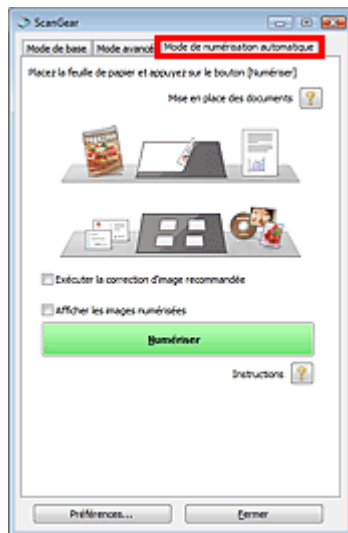 ScanGear
Mode de base Mode avancé Mode de numérisation automatique
Placez la feuille de papier et appuyez sur le bouton [Numériser]
Mise en place des documents
Exécuter la correction d'image recommandée
Afficher les images numérisées
Numériser
Instructions
Préférences... Fermer